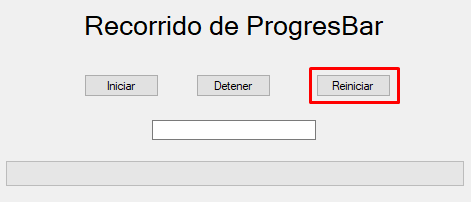 Recorrido de ProgresBar
Iniciar Detener Reiniciar